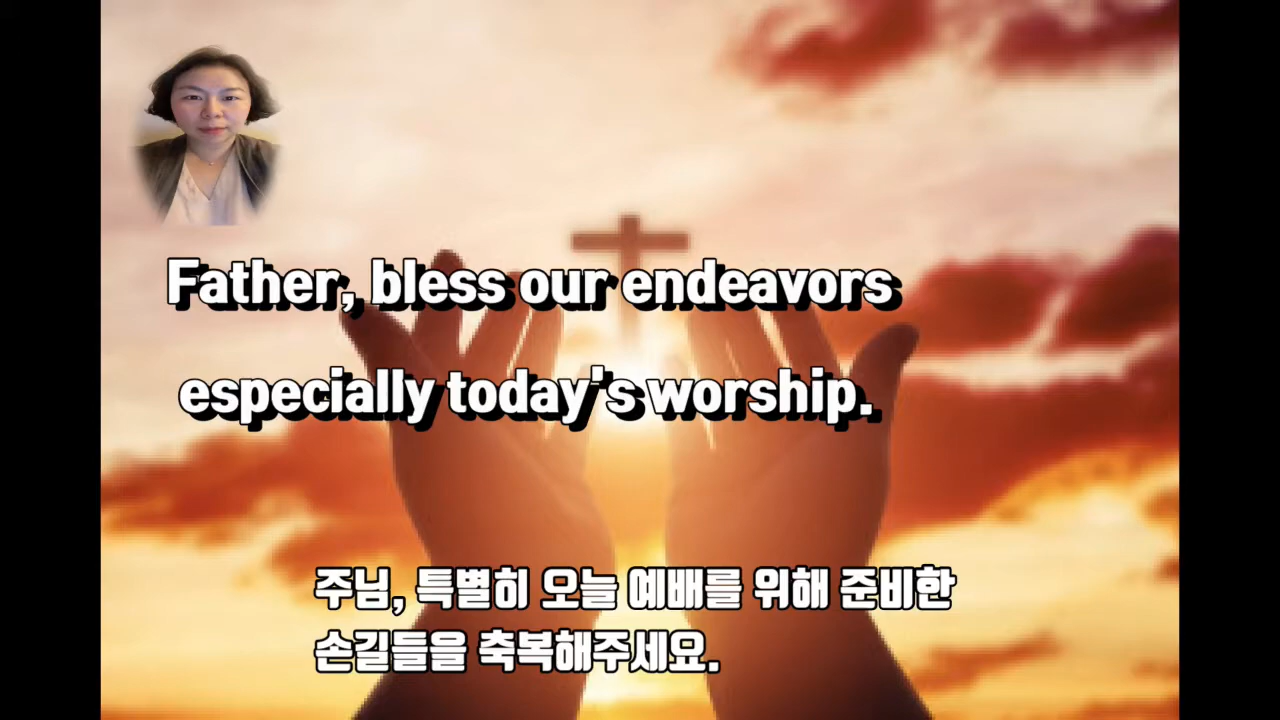 Father, bless our endeavors
especially today's worship.
주님, 특별히 오늘 예배를 위해 준비한
손길들을 축복해주세요.